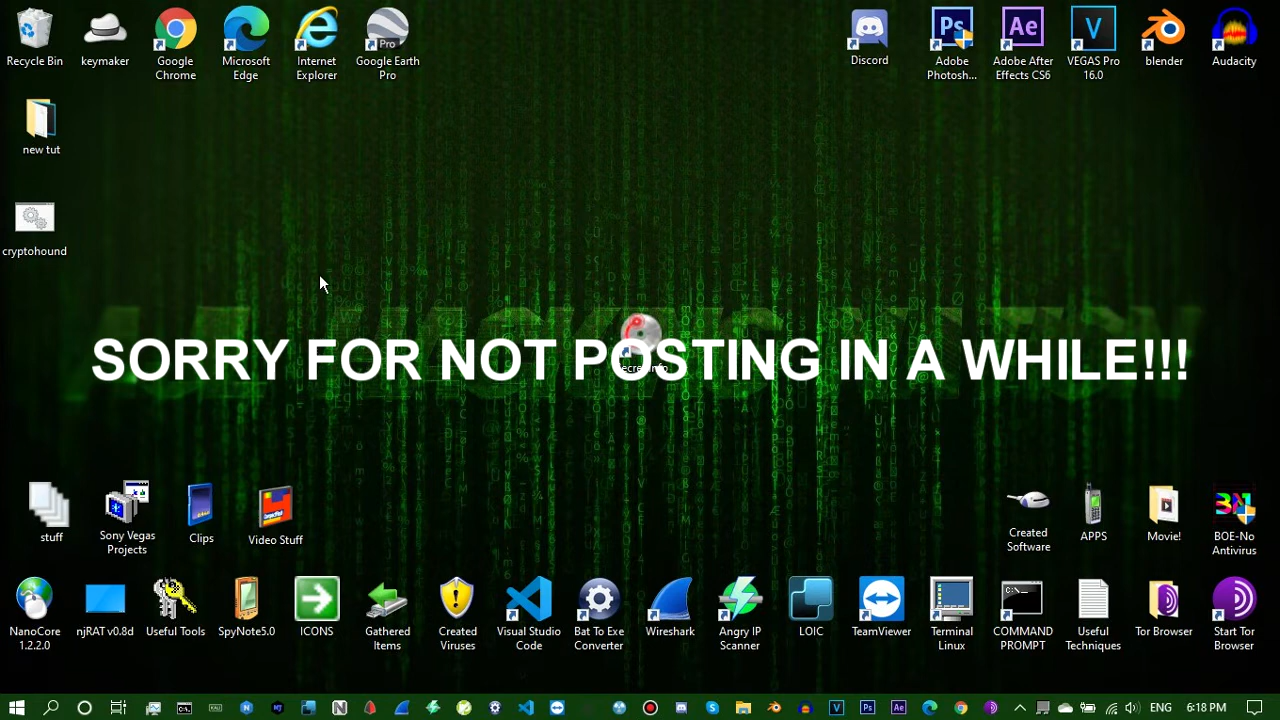 Recycle Bin
keymaker
Google
Chrome
Microsoft
Edge
Internet
Explorer
Pro
Google Earth
Pro
Discord
Ps
Adobe
Photosh...
Ae
Adobe After
Effects CS6
V
VEGAS Pro
16.0
blender
Audacity
new tut
cryptohound
SORRY FOR NOT POSTING IN A WHILE!!!
stuff
Sony Vegas
Projects
Clips
Video Stuff
Created
Software
APPS
Movie!
BOE-No
Antivirus
NanoCore
1.2.2.0
njRAT v0.8d
Useful Tools
SpyNote5.0
ICONS
Gathered
Items
Created
Viruses
Visual Studio
Code
Bat To Exe
Converter
Wireshark
Angry IP
Scanner
LOIC
TeamViewer
Terminal
Linux
COMMAND
PROMPT
Useful
Techniques
Tor Browser
Start Tor
Browser
ENG
6:18 PM